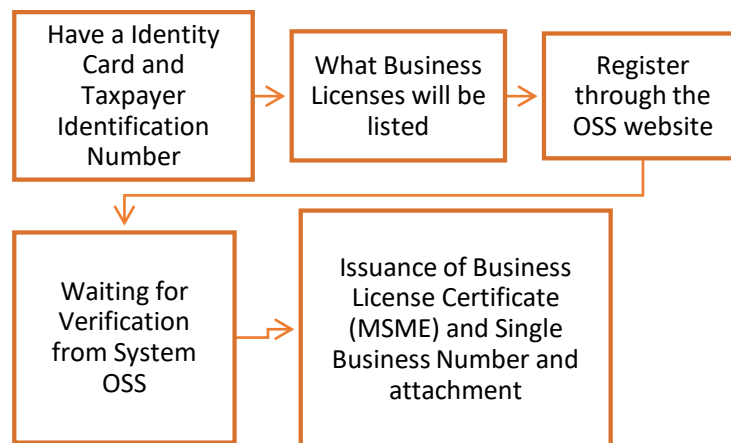 Have a Identity
Card and
Taxpayer
Identification
Number
What Business
Licenses will be
listed
Register
through the
OSS website
Waiting for
Verification
from System
OSS
Issuance of Business
License Certificate
(MSME) and Single
Business Number and
attachment